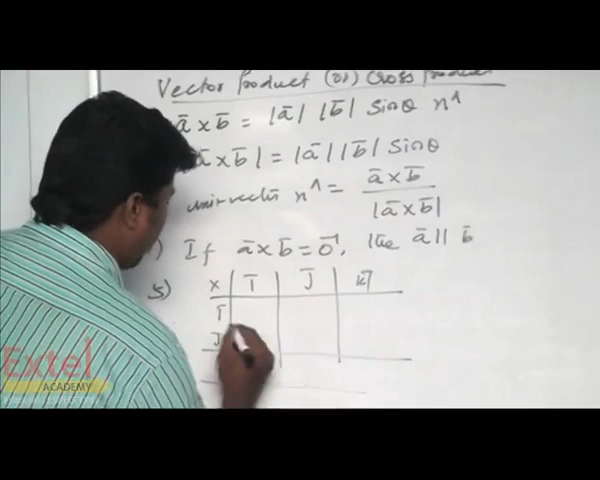 Vector Product (or) Cross Product
a̅ x b̅ = |a̅| |b̅| Sinθ n^
|a̅ x b̅| = |a̅| |b̅| Sinθ
unit vector n^ = a̅ x b̅ / |a̅ x b̅|
) If a̅ x b̅ = 0̅, the a̅ || b̅
5) x i̅ j̅ k̅
i̅
j̅
Extel
ACADEMY